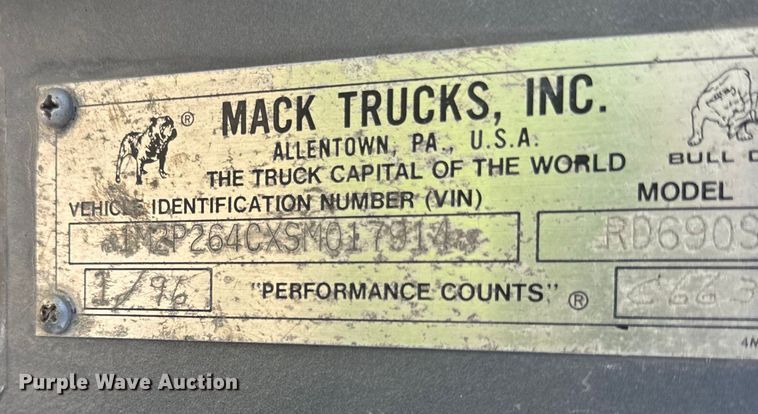 MACK TRUCKS, INC. ®
ALLENTOWN, PA., U.S.A.
THE TRUCK CAPITAL OF THE WORLD
BULL D
VEHICLE IDENTIFICATION NUMBER (VIN)
MODEL
1M2P264CXSM017914
RD690S
1/96
"PERFORMANCE COUNTS" ®
4M
Purple Wave Auction